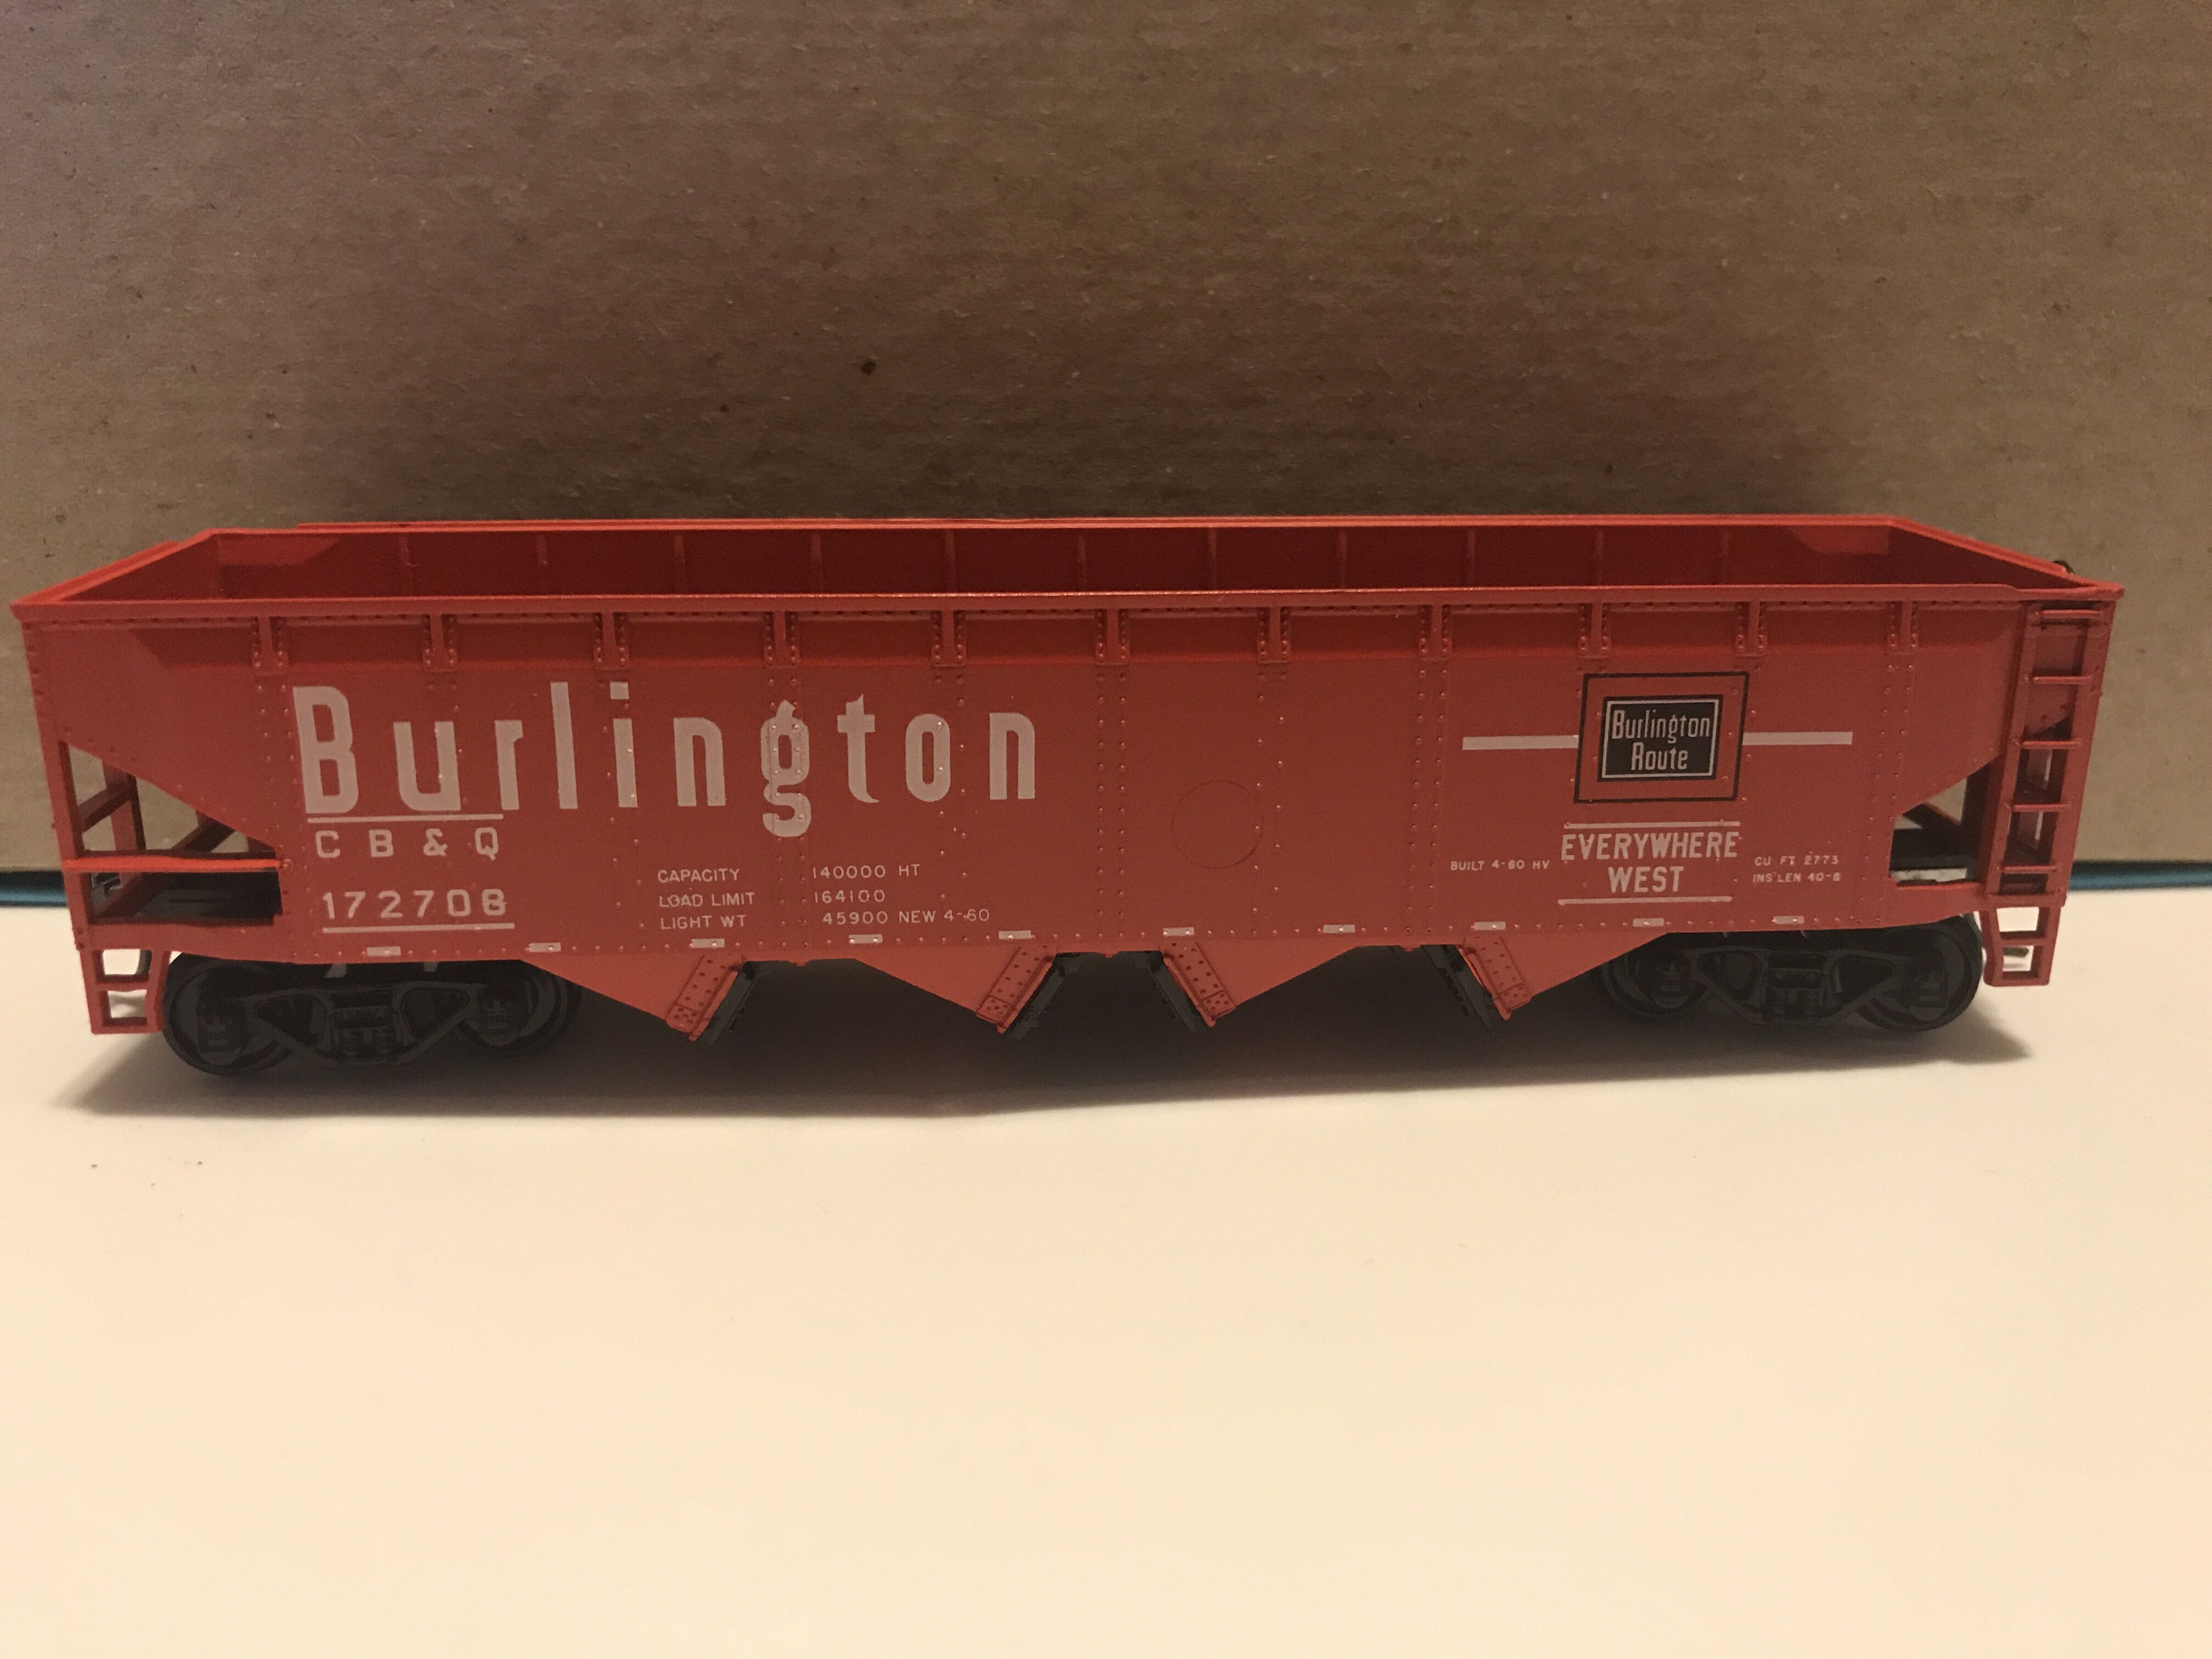 Burlington
C B & Q
172708
CAPACITY 140000 HT
LOAD LIMIT 164100
LIGHT WT 45900 NEW 4-60
Burlington
Route
EVERYWHERE
WEST
BUILT 4-60 HV
CU FT 2773
INS LEN 40-8